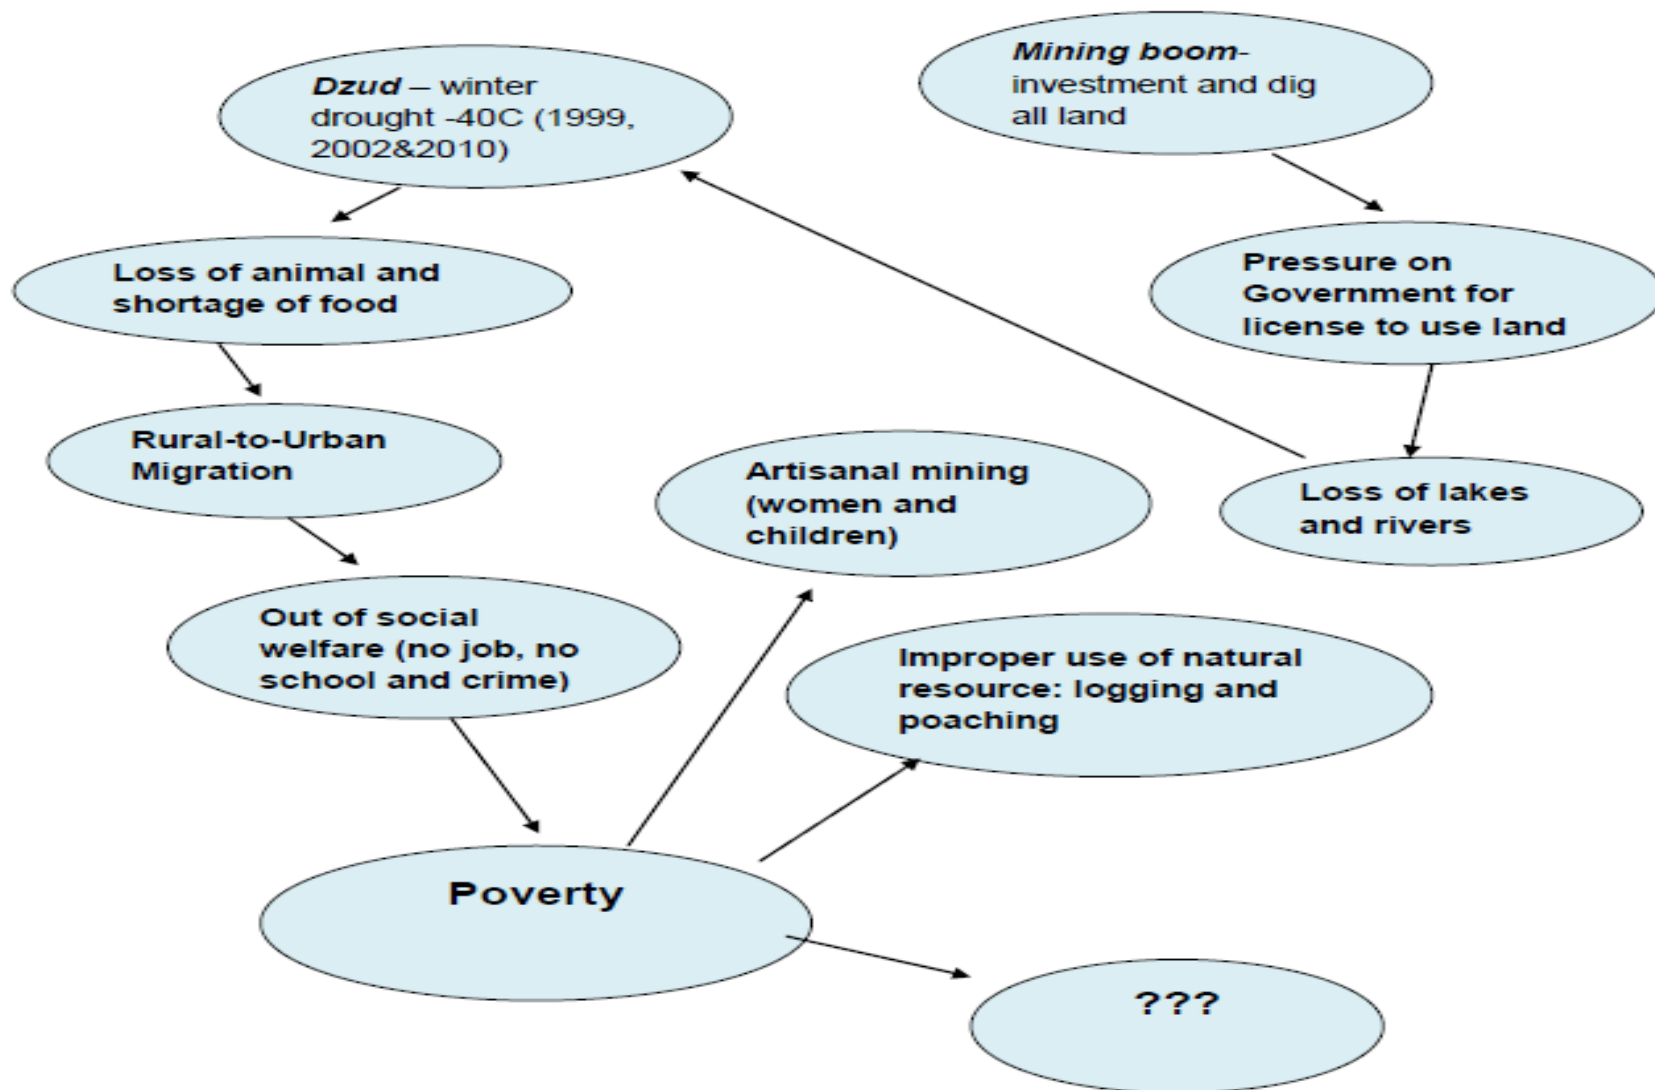 Dzud – winter
drought -40C (1999,
2002&2010)
Mining boom-
investment and dig
all land
Loss of animal and
shortage of food
Pressure on
Government for
license to use land
Rural-to-Urban
Migration
Artisanal mining
(women and
children)
Loss of lakes
and rivers
Out of social
welfare (no job, no
school and crime)
Improper use of natural
resource: logging and
poaching
Poverty
???